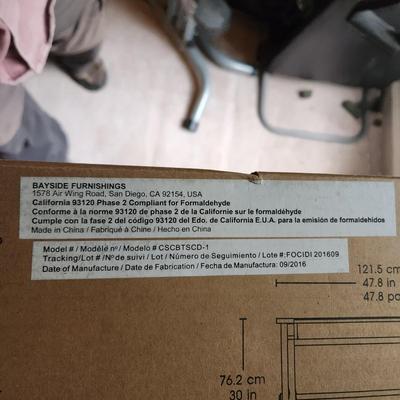 BAYSIDE FURNISHINGS
1578 Air Wing Road, San Diego, CA 92154, USA
California 93120 Phase 2 Compliant for Formaldehyde
Conforme à la norme 93120 de phase 2 de la Californie sur le formaldéhyde
Cumple con la fase 2 del código 93120 del Edo. de California E.U.A. para la emisión de formaldehidos
Made in China / Fabriqué à Chine / Hecho en China
Model # / Modèle nº / Modelo # CSCBTSCD-1
Tracking/Lot # / Nº de suivi / Lot / Número de Seguimiento / Lote #:FOCIDI 201609
Date of Manufacture / Date de Fabrication / Fecha de Manufactura: 09/2016
121.5 cm
47.8 in
47.8 po
76.2 cm
30 in